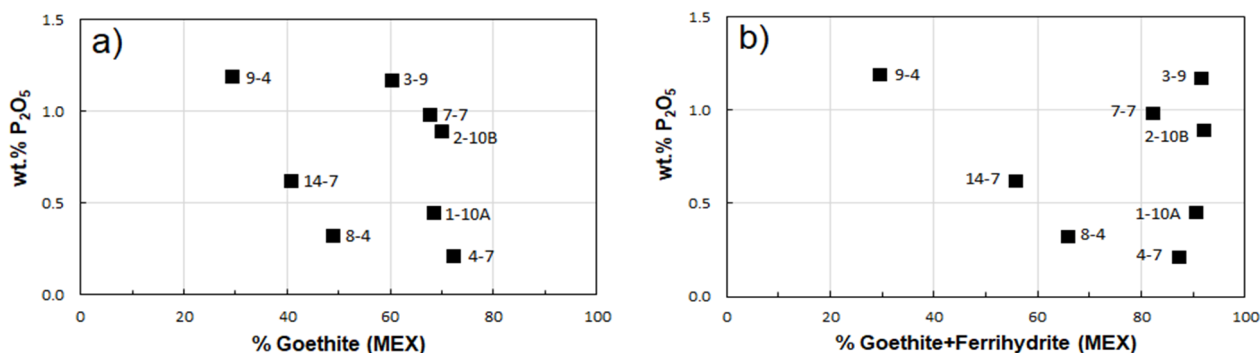 a)
wt.% P2O5
1.5
1.0
0.5
0.0
9-4
3-9
7-7
2-10B
14-7
1-10A
8-4
4-7
0 20 40 60 80 100
% Goethite (MEX)
b)
wt.% P2O5
1.5
1.0
0.5
0.0
9-4
3-9
7-7
2-10B
14-7
1-10A
8-4
4-7
0 20 40 60 80 100
% Goethite+Ferrihydrite (MEX)